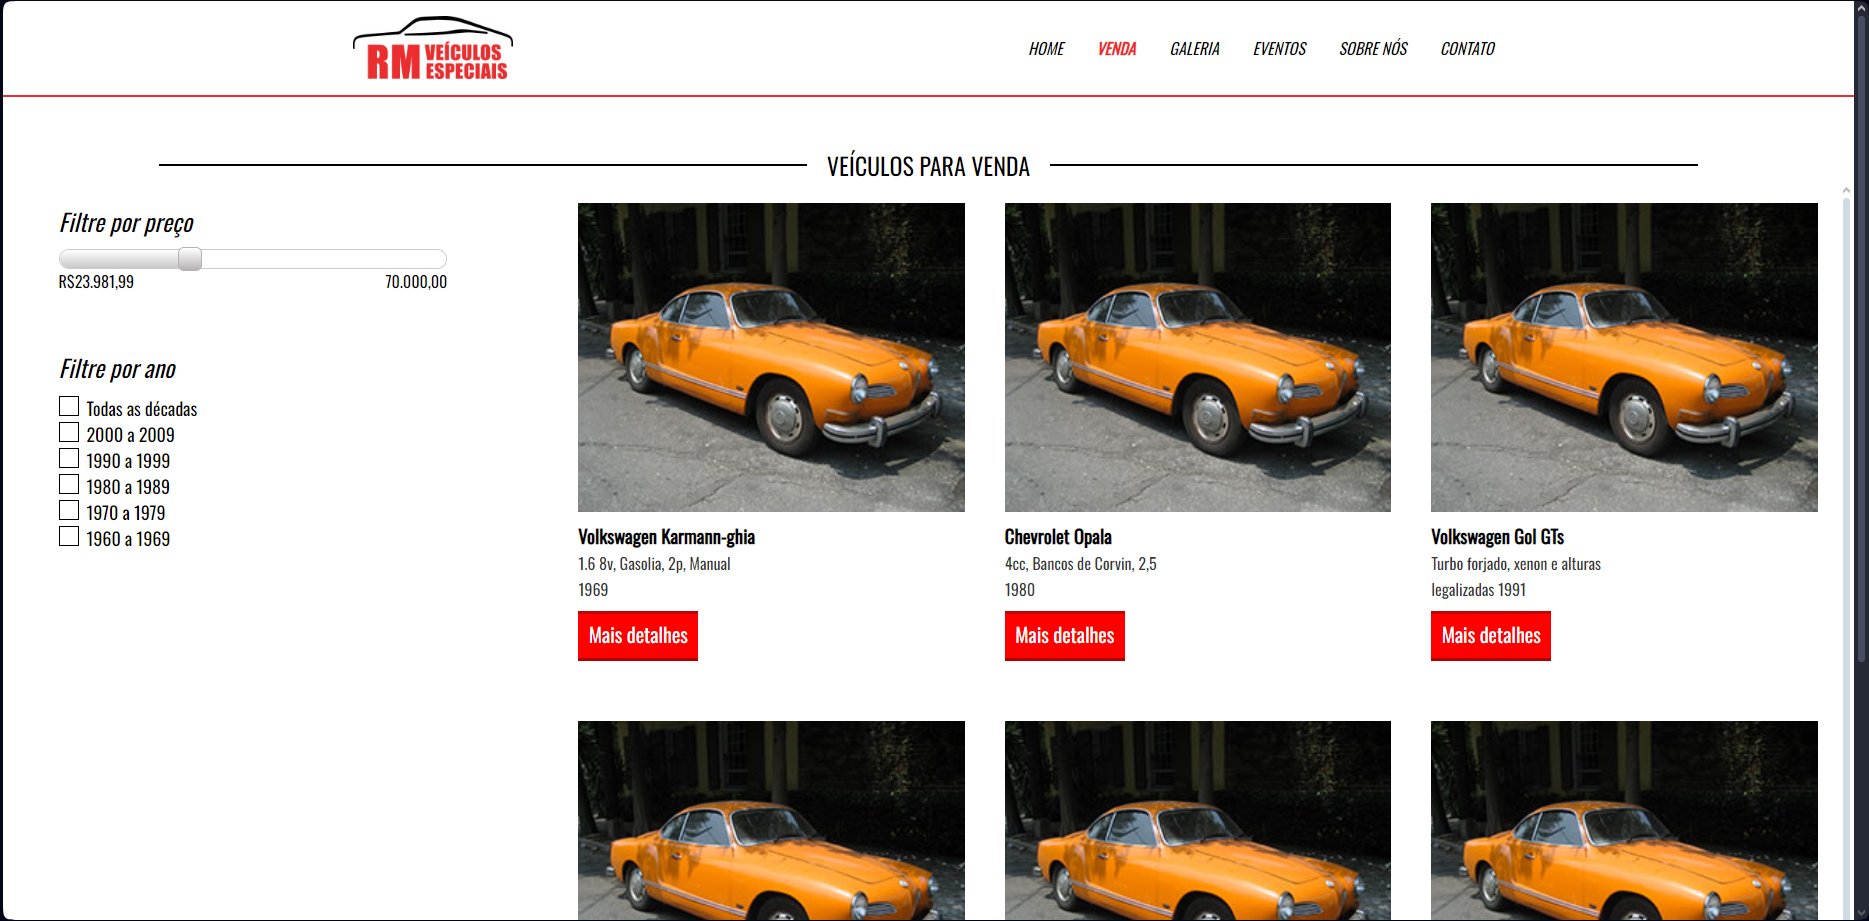 RM VEÍCULOS ESPECIAIS
HOME VENDA GALERIA EVENTOS SOBRE NÓS CONTATO
VEÍCULOS PARA VENDA
Filtre por preço
R$23.981,99 70.000,00
Filtre por ano
Todas as décadas
2000 a 2009
1990 a 1999
1980 a 1989
1970 a 1979
1960 a 1969
Volkswagen Karmann-ghia
1.6 8v, Gasolia, 2p, Manual
1969
Mais detalhes
Chevrolet Opala
4cc, Bancos de Corvin, 2,5
1980
Mais detalhes
Volkswagen Gol GTs
Turbo forjado, xenon e alturas
legalizadas 1991
Mais detalhes